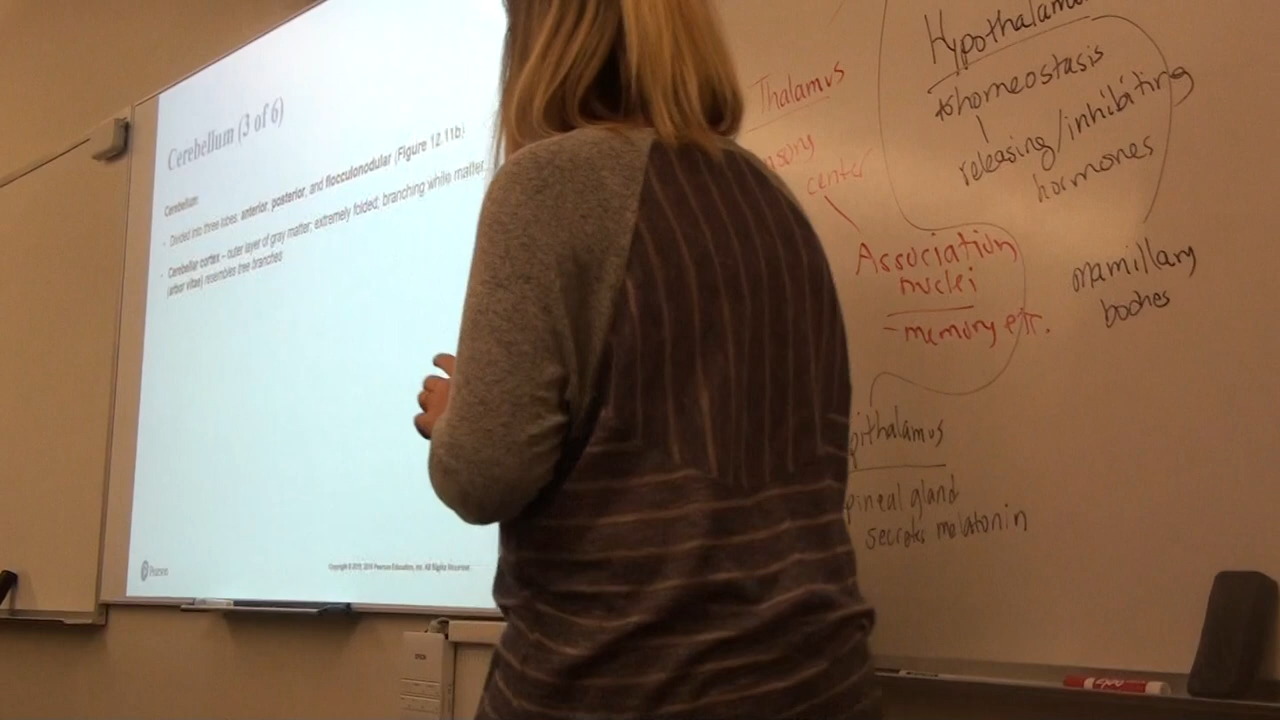 Cerebellum (3 of 6)
Cerebellum
Divided into three lobes: anterior, posterior, and flocculonodular (Figure 12.11b)
Cerebellar cortex – outer layer of gray matter; extremely folded; branching white matter
(arbor vitae) resembles tree branches
Pearson
Copyright © 2019, 2016 Pearson Education, Inc. All Rights Reserved
EPSON
Thalamus
center
Association
nuclei
- memory etc.
homeostasis
releasing/inhibiting
hormones
mamillary
bodies
pithalamus
pineal gland
secretes melatonin
EXPO